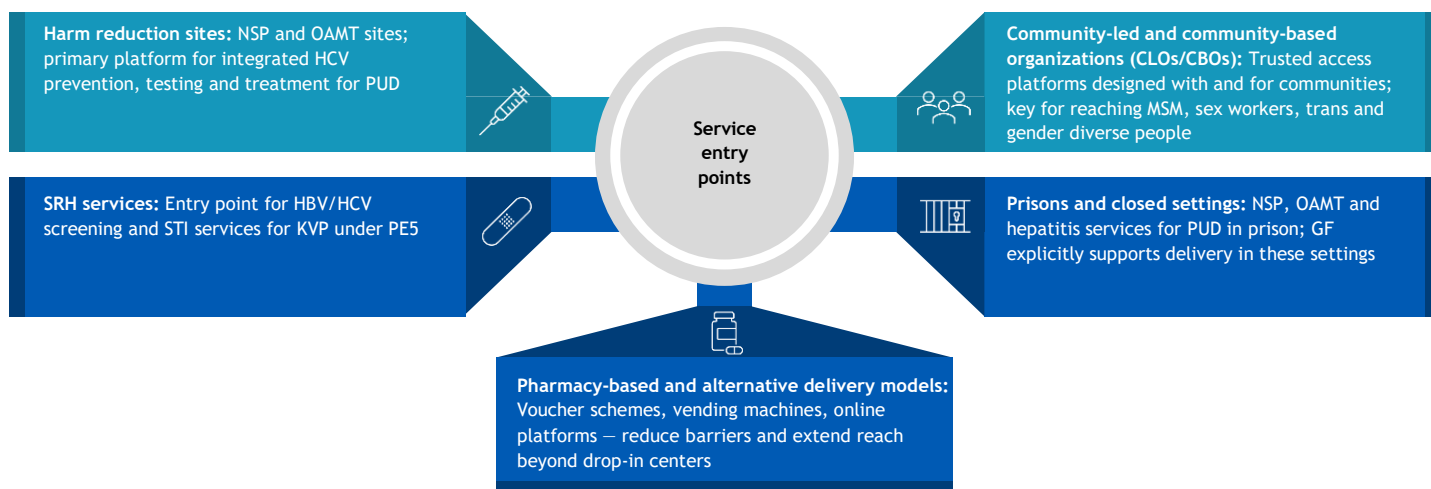 Harm reduction sites: NSP and OAMT sites;
primary platform for integrated HCV
prevention, testing and treatment for PUD
Community-led and community-based
organizations (CLOs/CBOs): Trusted access
platforms designed with and for communities;
key for reaching MSM, sex workers, trans and
gender diverse people
Service
entry
points
SRH services: Entry point for HBV/HCV
screening and STI services for KVP under PE5
Prisons and closed settings: NSP, OAMT and
hepatitis services for PUD in prison; GF
explicitly supports delivery in these settings
Pharmacy-based and alternative delivery models:
Voucher schemes, vending machines, online
platforms — reduce barriers and extend reach
beyond drop-in centers